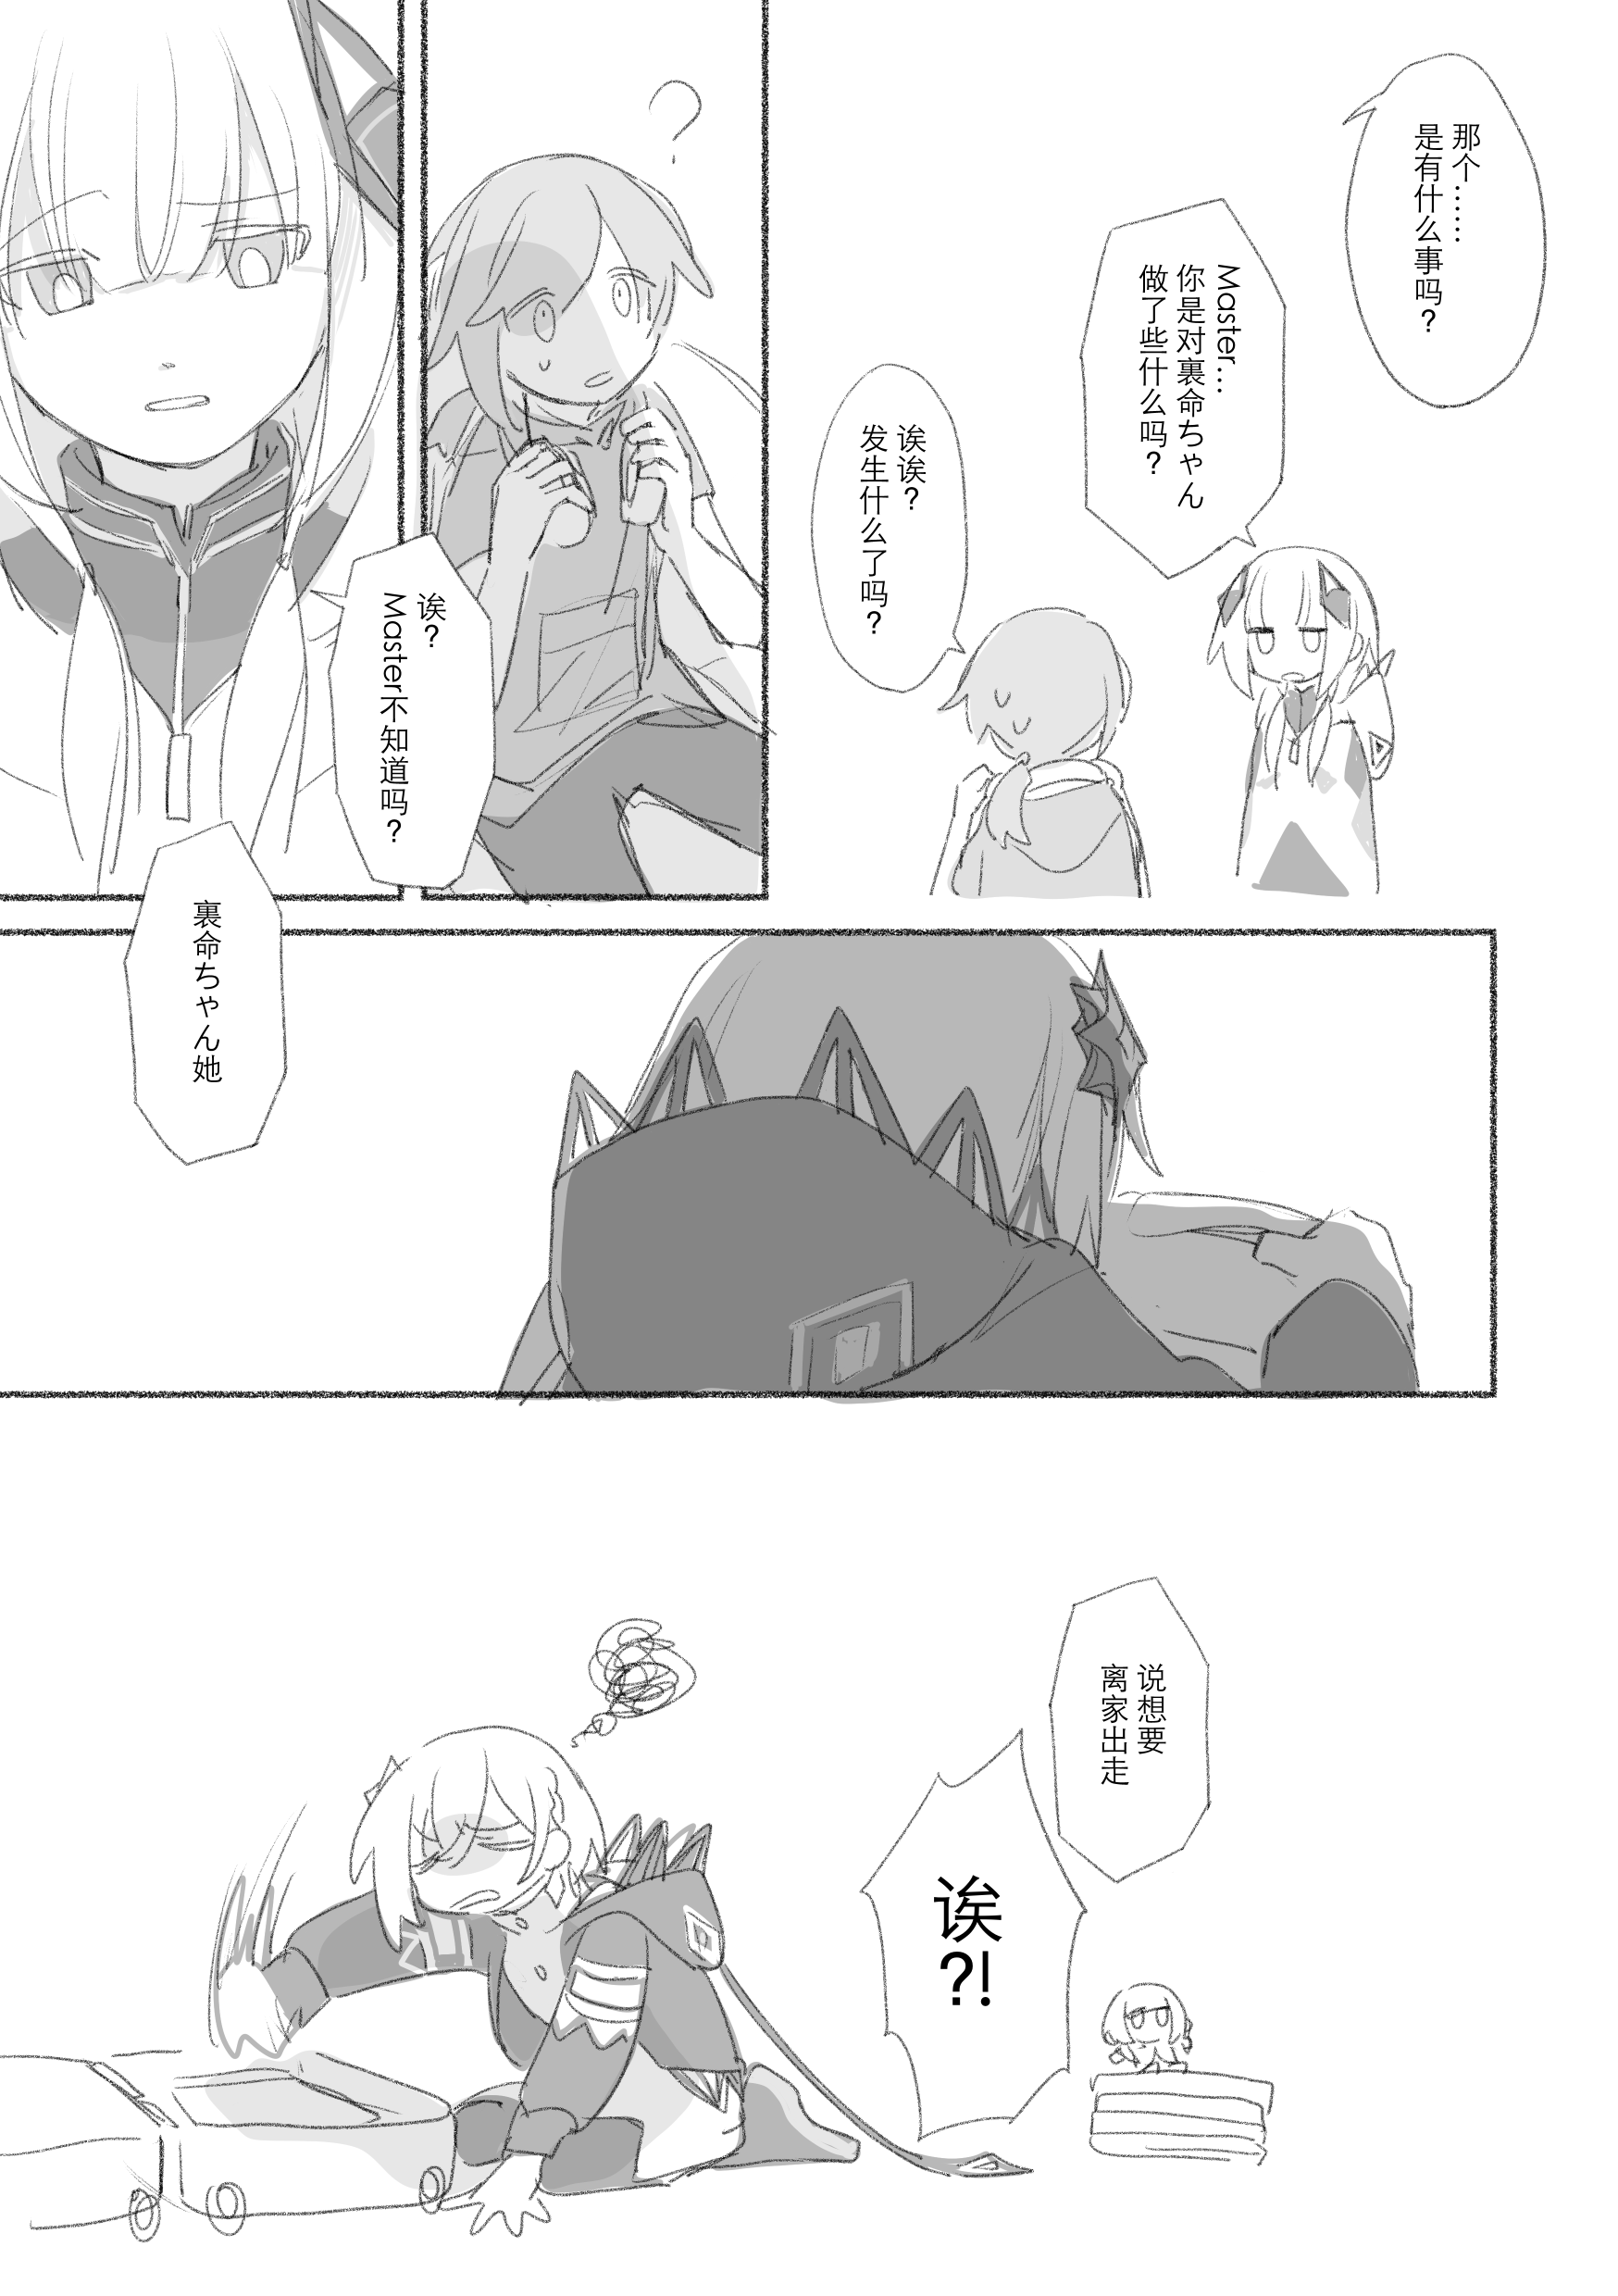 那个……
是有什么事吗？
Master…
你是对裏命ちゃん
做了些什么吗？
诶诶？
发生什么了吗？
诶？
Master不知道吗？
裏命ちゃん她
说想要
离家出走
诶
?!